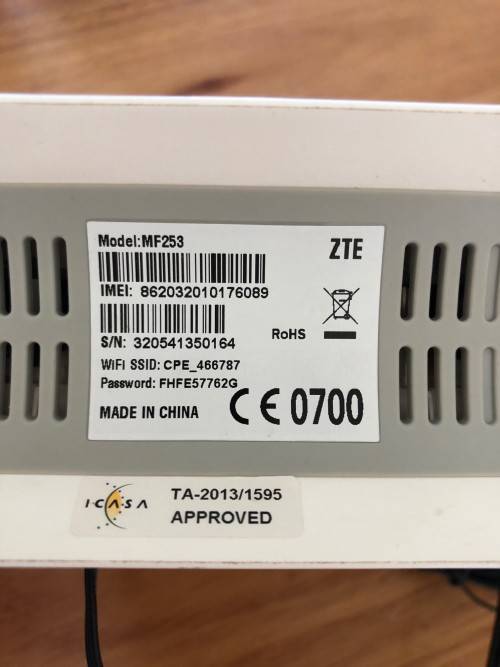 Model:MF253
ZTE
IMEI: 862032010176089
RoHS
S/N: 320541350164
WiFi SSID: CPE_466787
Password: FHFE57762G
MADE IN CHINA
CE 0700
ICASA
TA-2013/1595
APPROVED